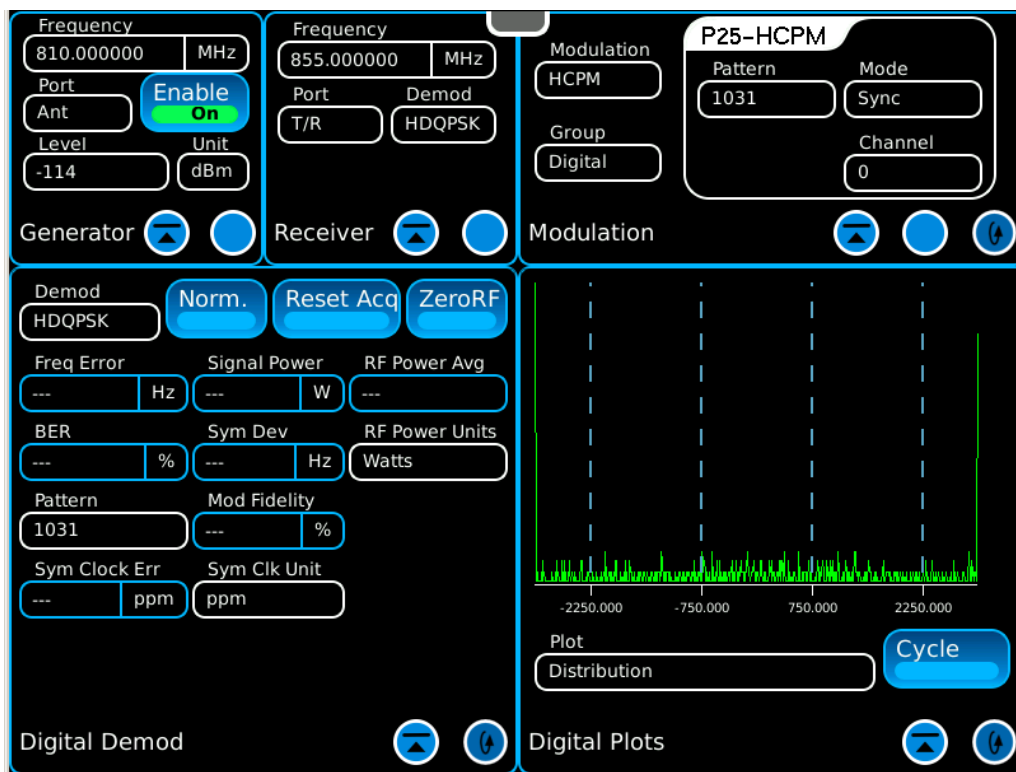 Frequency
810.000000 MHz
Port
Enable
On
Ant
Level Unit
-114 dBm
Generator
Frequency
855.000000 MHz
Port Demod
T/R HDQPSK
Receiver
Modulation
HCPM
Group
Digital
P25-HCPM
Pattern Mode
1031 Sync
Channel
0
Modulation
Demod
HDQPSK
Norm. Reset Acq ZeroRF
Freq Error Signal Power RF Power Avg
--- Hz --- W ---
BER Sym Dev RF Power Units
--- % --- Hz Watts
Pattern Mod Fidelity
1031 --- %
Sym Clock Err Sym Clk Unit
--- ppm ppm
Digital Demod
-2250.000 -750.000 750.000 2250.000
Plot
Distribution
Cycle
Digital Plots